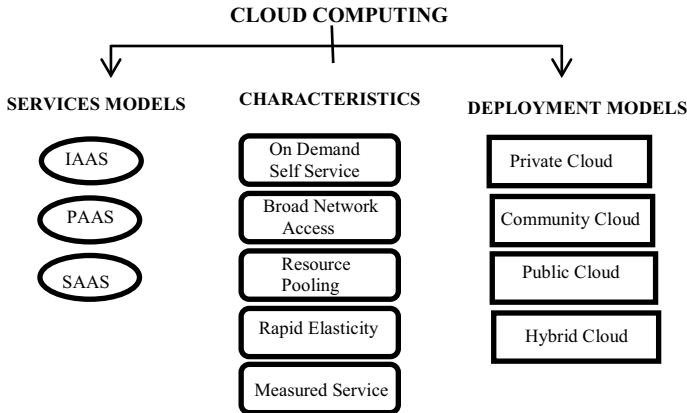 CLOUD COMPUTING
SERVICES MODELS
IAAS
PAAS
SAAS
CHARACTERISTICS
On Demand
Self Service
Broad Network
Access
Resource
Pooling
Rapid Elasticity
Measured Service
DEPLOYMENT MODELS
Private Cloud
Community Cloud
Public Cloud
Hybrid Cloud